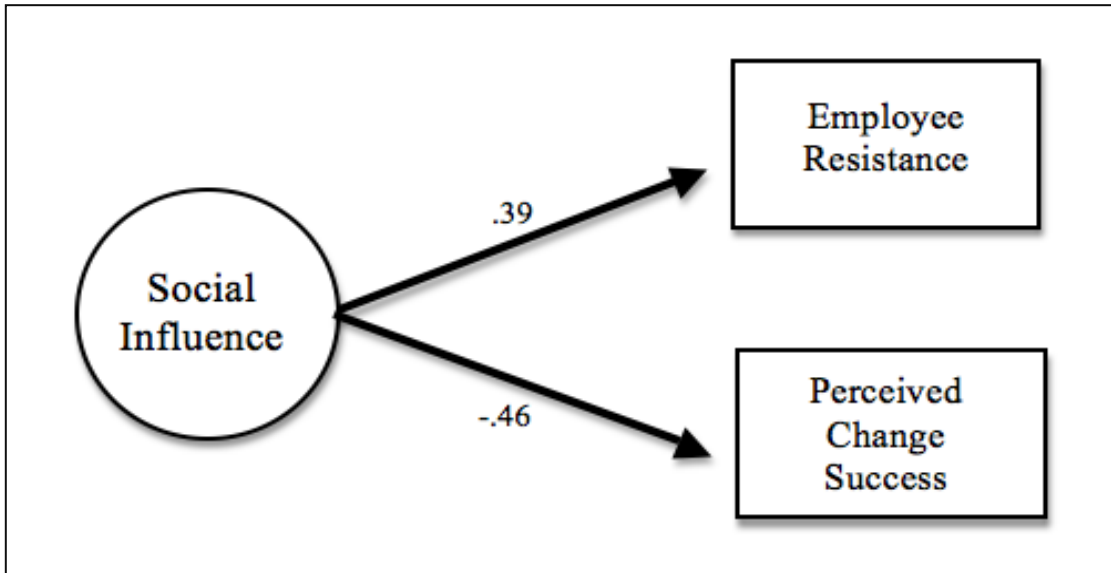 Social
Influence
.39
-.46
Employee
Resistance
Perceived
Change
Success